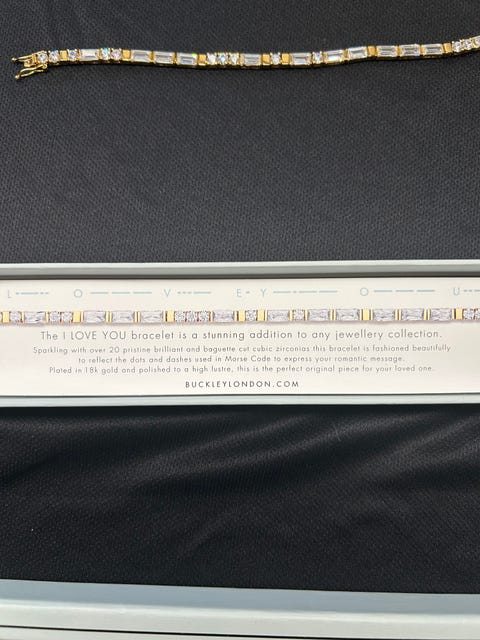 L O V E Y O U
The I LOVE YOU bracelet is a stunning addition to any jewellery collection.
Sparkling with over 20 pristine brilliant and baguette cut cubic zirconias this bracelet is fashioned beautifully
to reflect the dots and dashes used in Morse Code to express your romantic message.
Plated in 18k gold and polished to a high lustre, this is the perfect original piece for your loved one.
BUCKLEYLONDON.COM